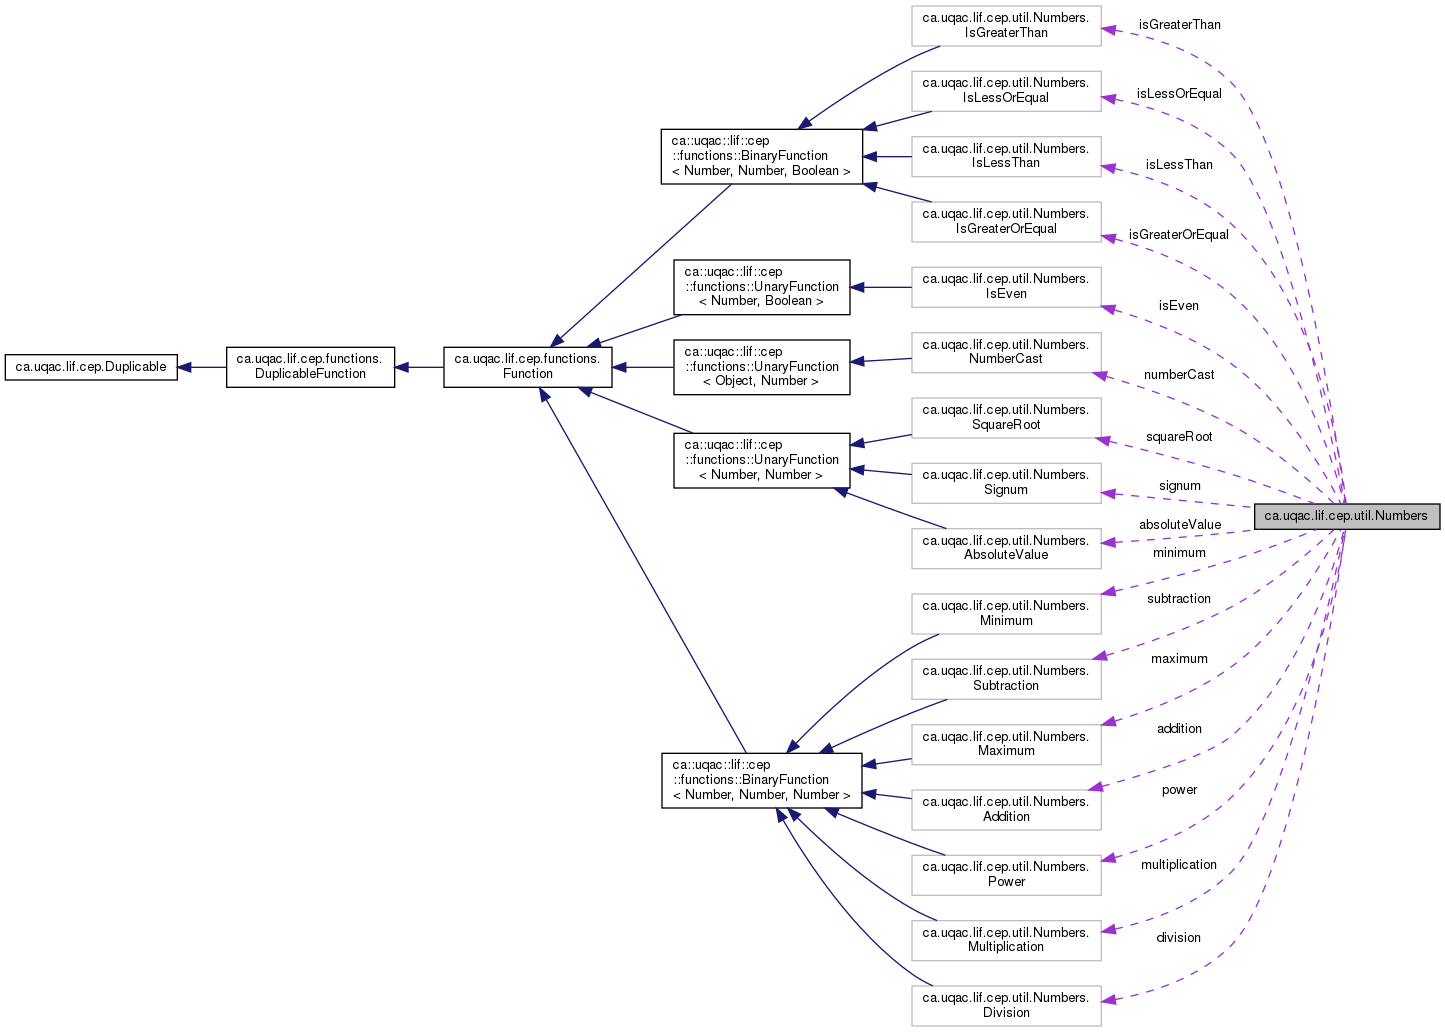 ca.uqac.lif.cep.Duplicable
ca.uqac.lif.cep.functions.
DuplicableFunction
ca.uqac.lif.cep.functions.
Function
ca::uqac::lif::cep
::functions::BinaryFunction
< Number, Number, Boolean >
ca::uqac::lif::cep
::functions::UnaryFunction
< Number, Boolean >
ca::uqac::lif::cep
::functions::UnaryFunction
< Object, Number >
ca::uqac::lif::cep
::functions::UnaryFunction
< Number, Number >
ca::uqac::lif::cep
::functions::BinaryFunction
< Number, Number, Number >
ca.uqac.lif.cep.util.Numbers.
IsGreaterThan
ca.uqac.lif.cep.util.Numbers.
IsLessOrEqual
ca.uqac.lif.cep.util.Numbers.
IsLessThan
ca.uqac.lif.cep.util.Numbers.
IsGreaterOrEqual
ca.uqac.lif.cep.util.Numbers.
IsEven
ca.uqac.lif.cep.util.Numbers.
NumberCast
ca.uqac.lif.cep.util.Numbers.
SquareRoot
ca.uqac.lif.cep.util.Numbers.
Signum
ca.uqac.lif.cep.util.Numbers.
AbsoluteValue
ca.uqac.lif.cep.util.Numbers.
Minimum
ca.uqac.lif.cep.util.Numbers.
Subtraction
ca.uqac.lif.cep.util.Numbers.
Maximum
ca.uqac.lif.cep.util.Numbers.
Addition
ca.uqac.lif.cep.util.Numbers.
Power
ca.uqac.lif.cep.util.Numbers.
Multiplication
ca.uqac.lif.cep.util.Numbers.
Division
isGreaterThan
isLessOrEqual
isLessThan
isGreaterOrEqual
isEven
numberCast
squareRoot
signum
absoluteValue
minimum
subtraction
maximum
addition
power
multiplication
division
ca.uqac.lif.cep.util.Numbers